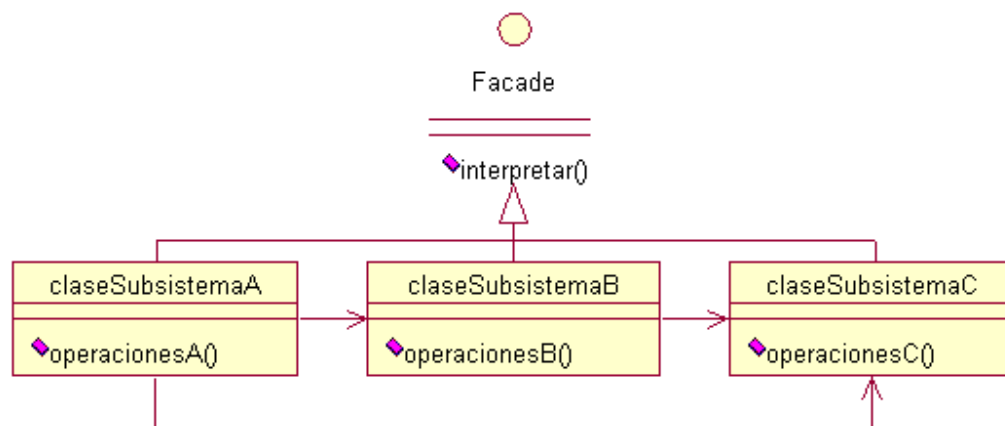 Facade
interpretar()
claseSubsistemaA
claseSubsistemaB
claseSubsistemaC
operacionesA()
operacionesB()
operacionesC()